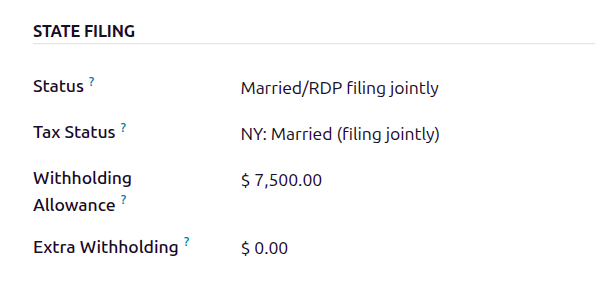 STATE FILING
Status ? Married/RDP filing jointly
Tax Status ? NY: Married (filing jointly)
Withholding $ 7,500.00
Allowance ?
Extra Withholding ? $ 0.00